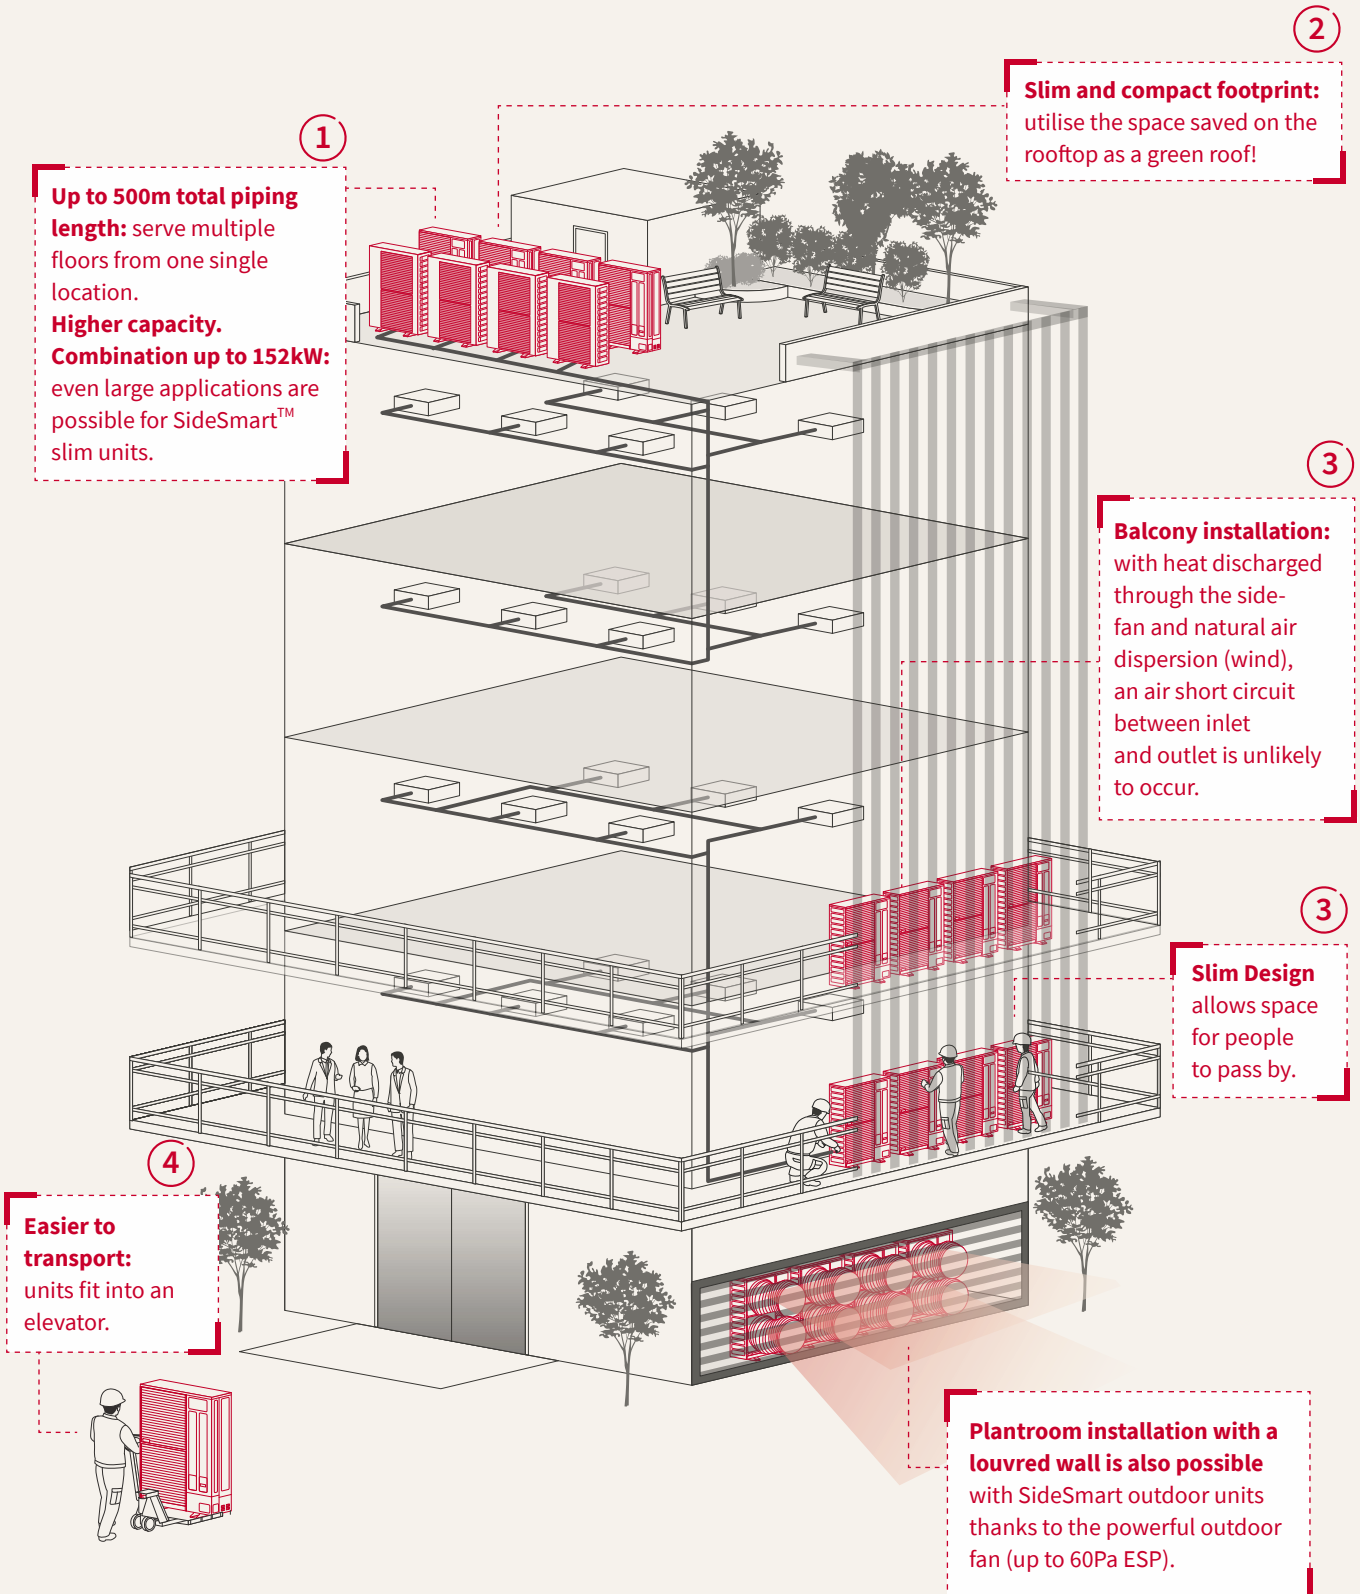 2
Slim and compact footprint:
utilise the space saved on the
rooftop as a green roof!
1
Up to 500m total piping
length: serve multiple
floors from one single
location.
Higher capacity.
Combination up to 152kW:
even large applications are
possible for SideSmart™
slim units.
3
Balcony installation:
with heat discharged
through the side-
fan and natural air
dispersion (wind),
an air short circuit
between inlet
and outlet is unlikely
to occur.
3
Slim Design
allows space
for people
to pass by.
4
Easier to
transport:
units fit into an
elevator.
Plantroom installation with a
louvred wall is also possible
with SideSmart outdoor units
thanks to the powerful outdoor
fan (up to 60Pa ESP).